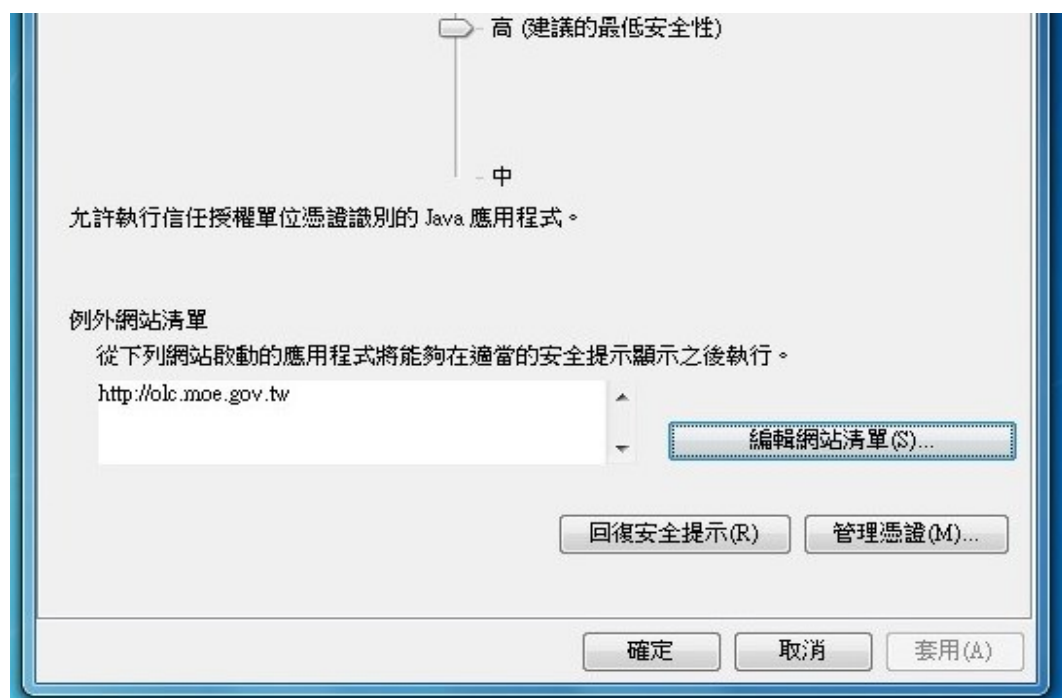 高 (建議的最低安全性)
中
允許執行信任授權單位憑證識別的 Java 應用程式。
例外網站清單
從下列網站啟動的應用程式將能夠在適當的安全提示顯示之後執行。
http://olc.moe.gov.tw
編輯網站清單(S)...
回復安全提示(R) 管理憑證(M)...
確定 取消 套用(A)